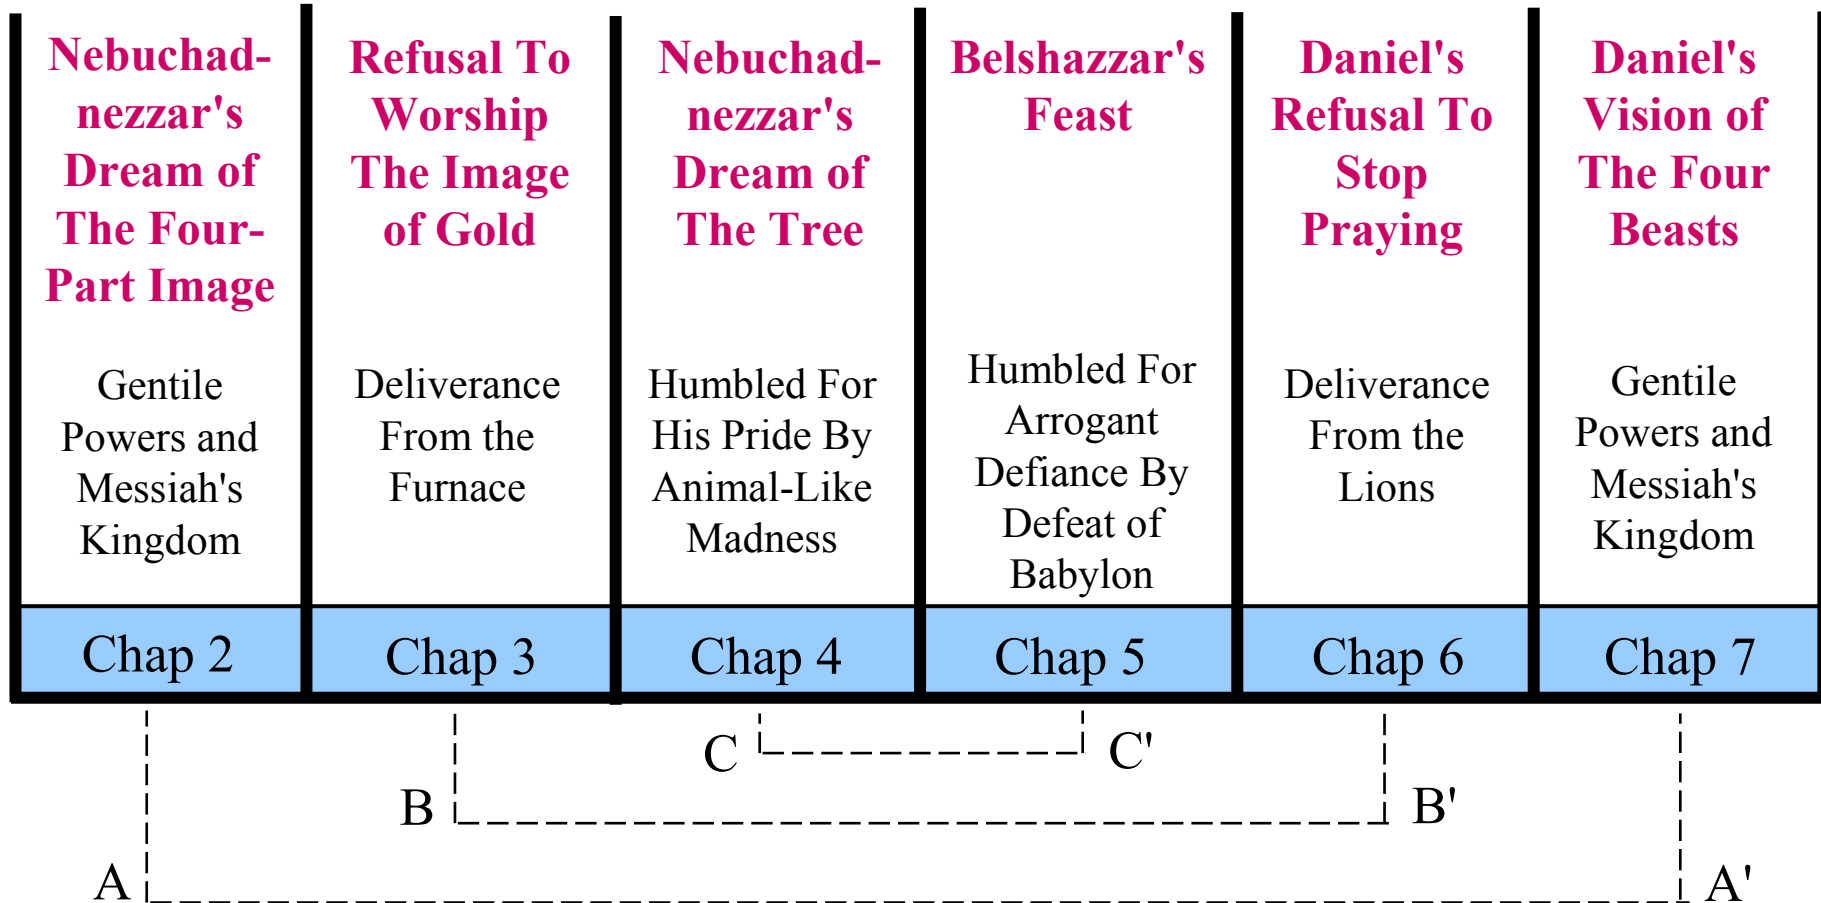 Nebuchad-
nezzar's
Dream of
The Four-
Part Image
Gentile
Powers and
Messiah's
Kingdom
Chap 2
Refusal To
Worship
The Image
of Gold
Deliverance
From the
Furnace
Chap 3
Nebuchad-
nezzar's
Dream of
The Tree
Humbled For
His Pride By
Animal-Like
Madness
Chap 4
Belshazzar's
Feast
Humbled For
Arrogant
Defiance By
Defeat of
Babylon
Chap 5
Daniel's
Refusal To
Stop
Praying
Deliverance
From the
Lions
Chap 6
Daniel's
Vision of
The Four
Beasts
Gentile
Powers and
Messiah's
Kingdom
Chap 7
C C'
B B'
A A'